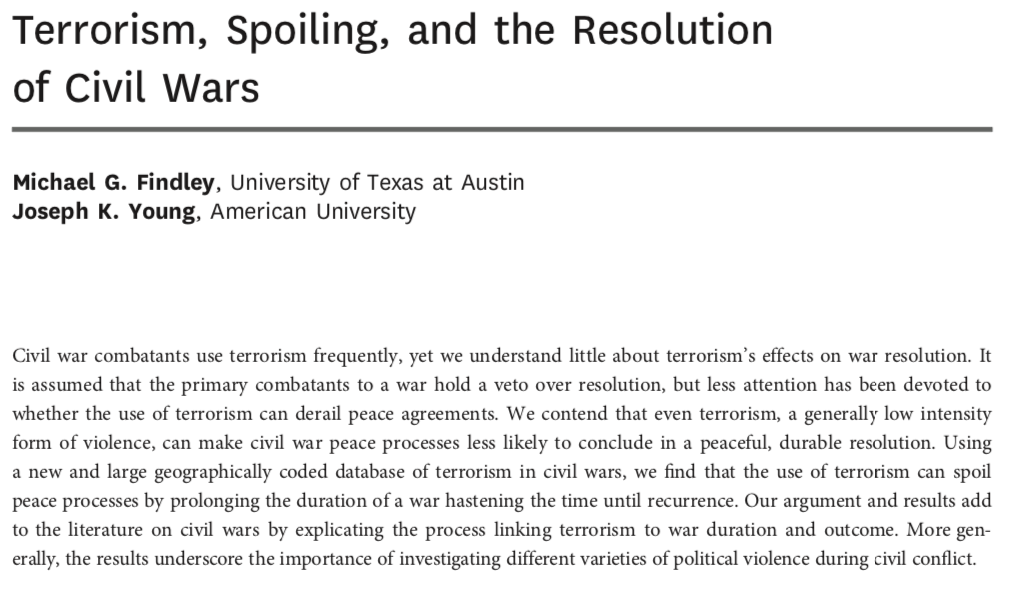 Terrorism, Spoiling, and the Resolution
of Civil Wars
Michael G. Findley, University of Texas at Austin
Joseph K. Young, American University
Civil war combatants use terrorism frequently, yet we understand little about terrorism’s effects on war resolution. It
is assumed that the primary combatants to a war hold a veto over resolution, but less attention has been devoted to
whether the use of terrorism can derail peace agreements. We contend that even terrorism, a generally low intensity
form of violence, can make civil war peace processes less likely to conclude in a peaceful, durable resolution. Using
a new and large geographically coded database of terrorism in civil wars, we find that the use of terrorism can spoil
peace processes by prolonging the duration of a war hastening the time until recurrence. Our argument and results add
to the literature on civil wars by explicating the process linking terrorism to war duration and outcome. More gen-
erally, the results underscore the importance of investigating different varieties of political violence during civil conflict.